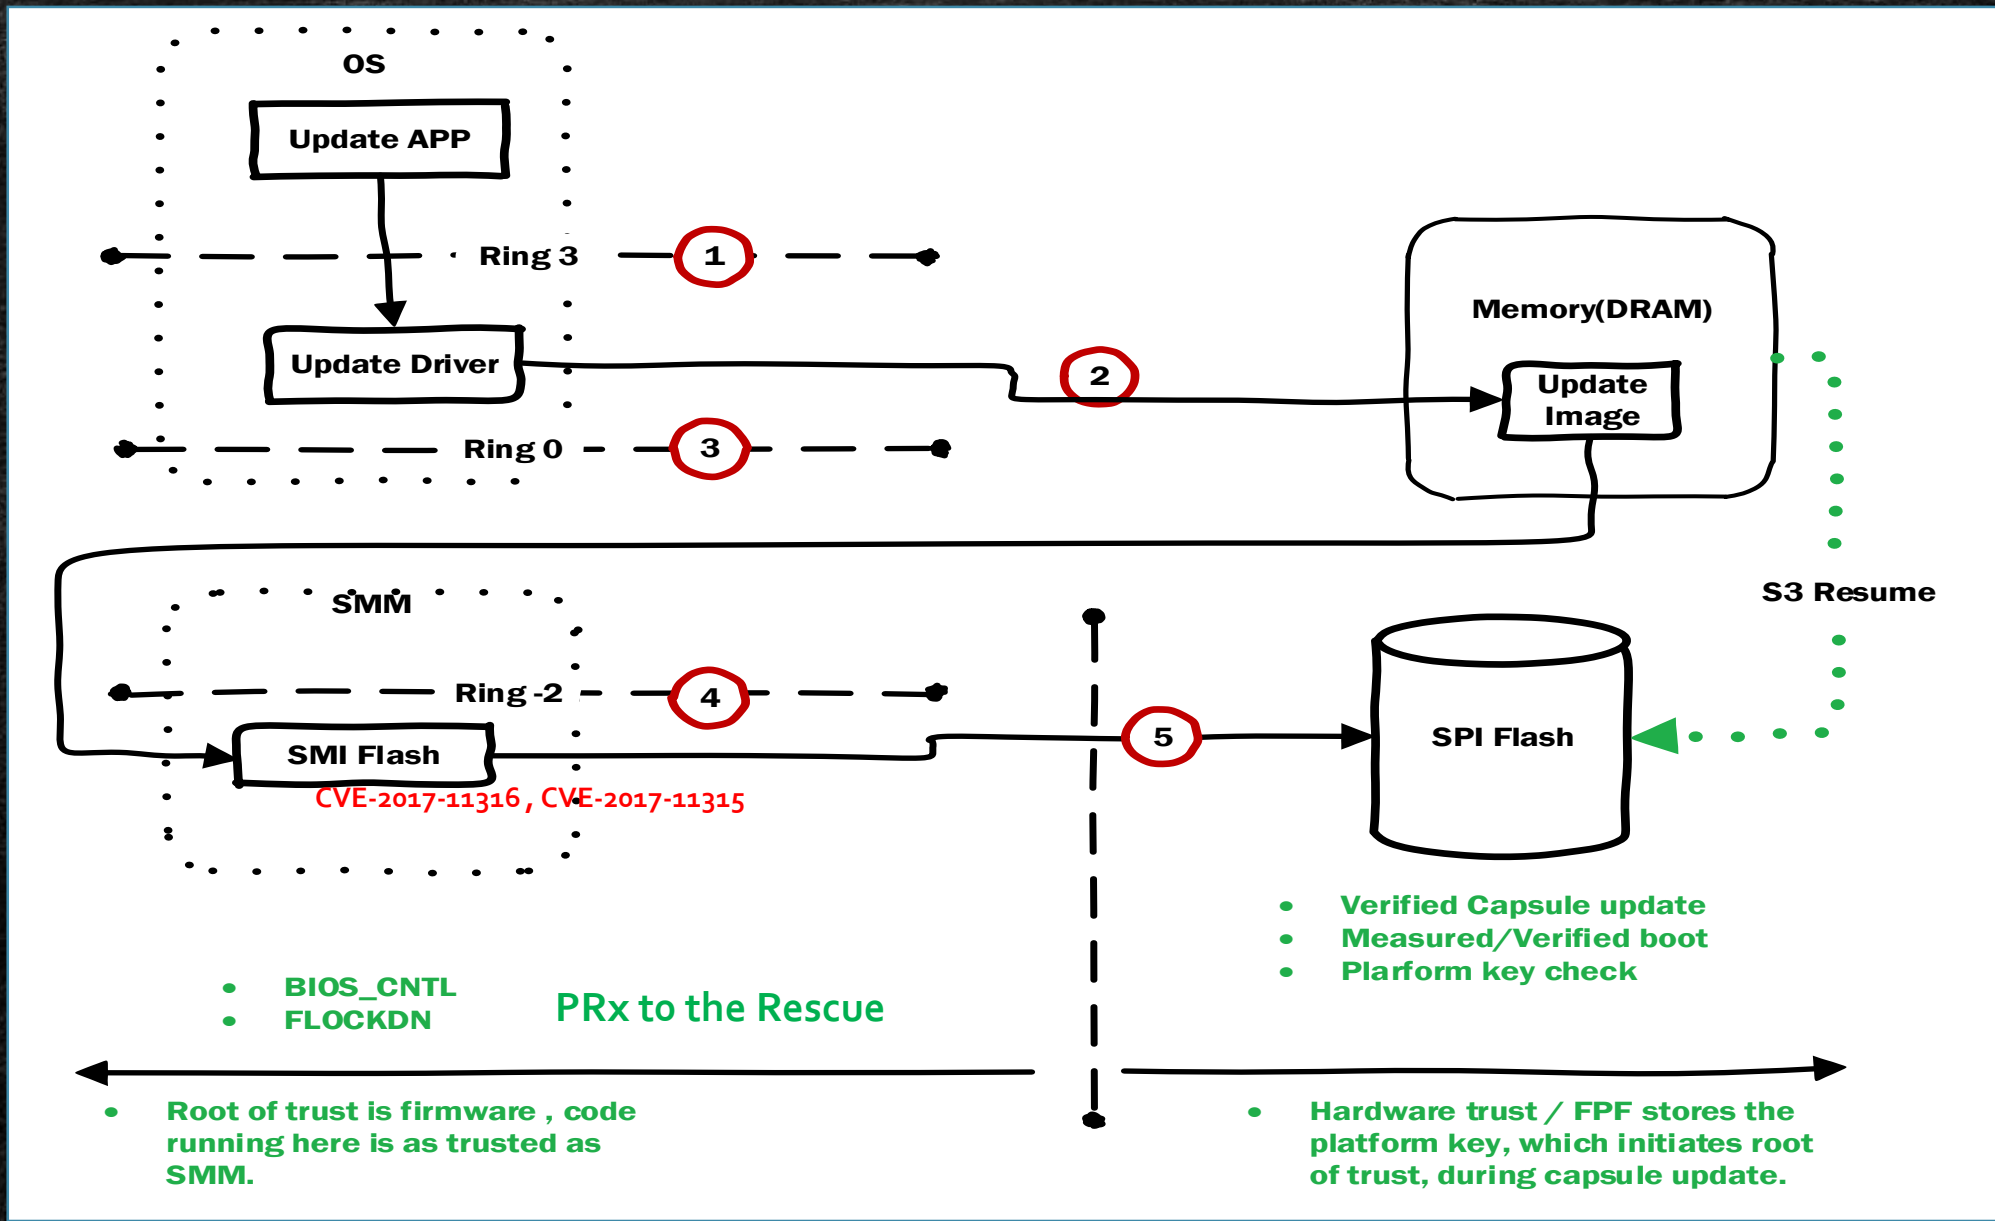 OS
Update APP
Ring 3
1
Update Driver
2
Memory(DRAM)
Update
Image
Ring 0
3
S3 Resume
SMM
Ring -2
4
SMI Flash
5
SPI Flash
CVE-2017-11316 , CVE-2017-11315
• Verified Capsule update
• Measured/Verified boot
• Plarform key check
• BIOS_CNTL
• FLOCKDN
PRx to the Rescue
• Root of trust is firmware , code
running here is as trusted as
SMM.
• Hardware trust / FPF stores the
platform key, which initiates root
of trust, during capsule update.